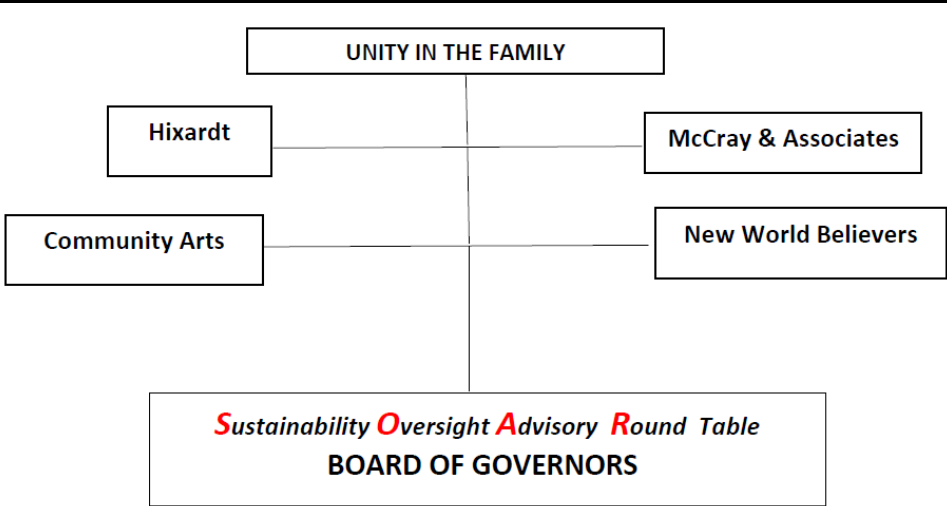 UNITY IN THE FAMILY
Hixardt
McCray & Associates
Community Arts
New World Believers
Sustainability Oversight Advisory Round Table
BOARD OF GOVERNORS